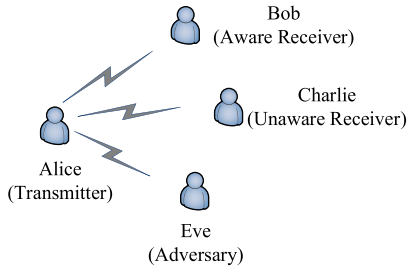 Bob
(Aware Receiver)
Charlie
(Unaware Receiver)
Alice
(Transmitter)
Eve
(Adversary)